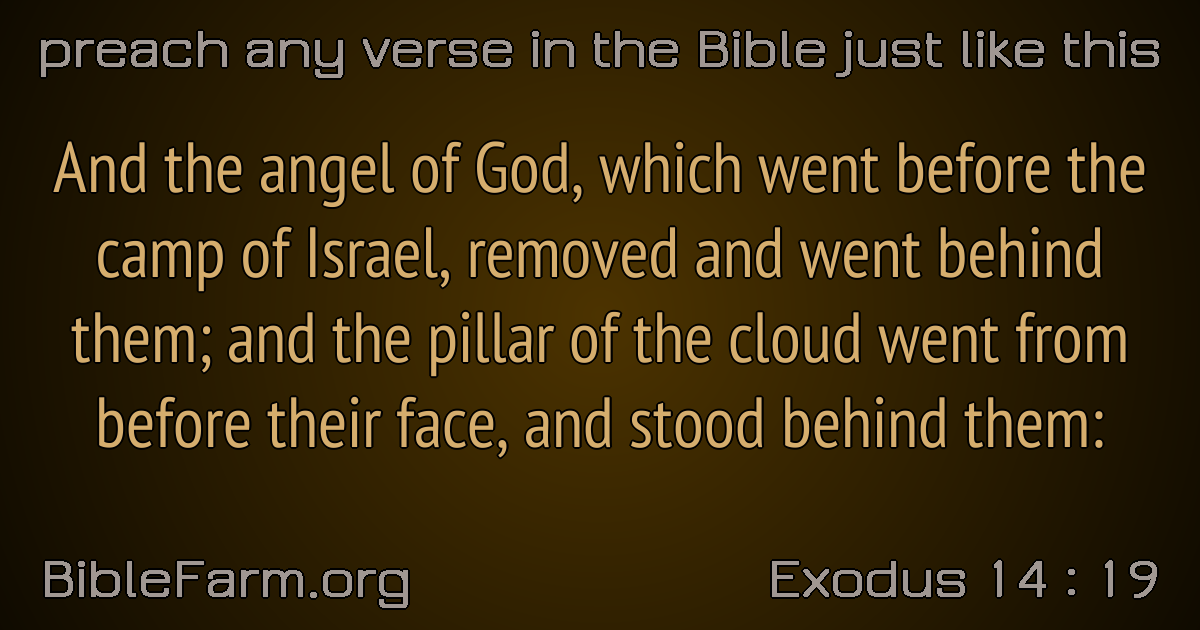 preach any verse in the Bible just like this
And the angel of God, which went before the
camp of Israel, removed and went behind
them; and the pillar of the cloud went from
before their face, and stood behind them:
BibleFarm.org
Exodus 14 : 19